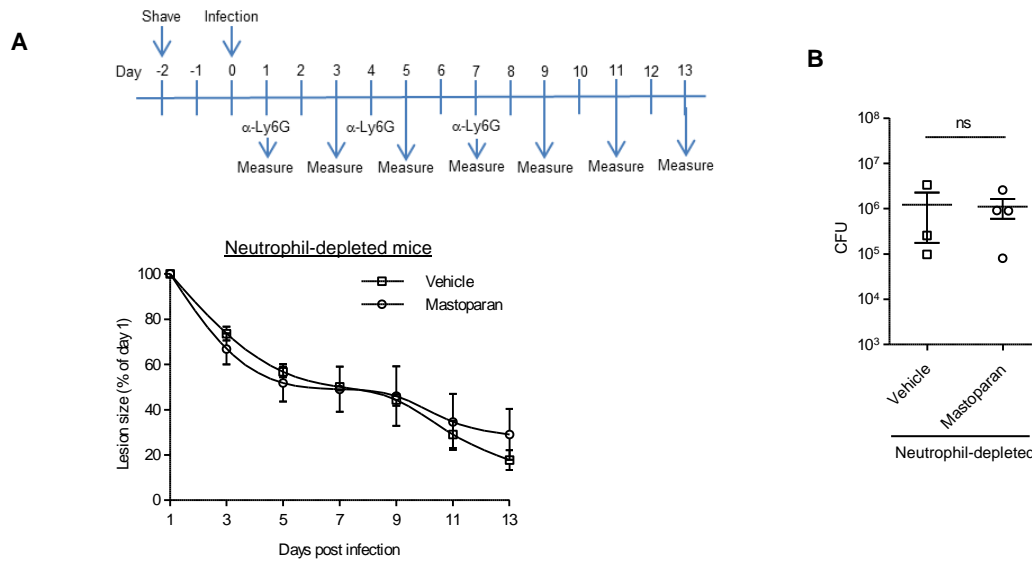 A
Shave Infection
Day -2 -1 0 1 2 3 4 5 6 7 8 9 10 11 12 13
α-Ly6G α-Ly6G α-Ly6G
Measure Measure Measure Measure Measure Measure Measure
Neutrophil-depleted mice
Vehicle
Mastoparan
100
80
60
40
20
0
Lesion size (% of day 1)
1 3 5 7 9 11 13
Days post infection
B
ns
10⁸
10⁷
10⁶
10⁵
10⁴
10³
CFU
Vehicle
Mastoparan
Neutrophil-depleted